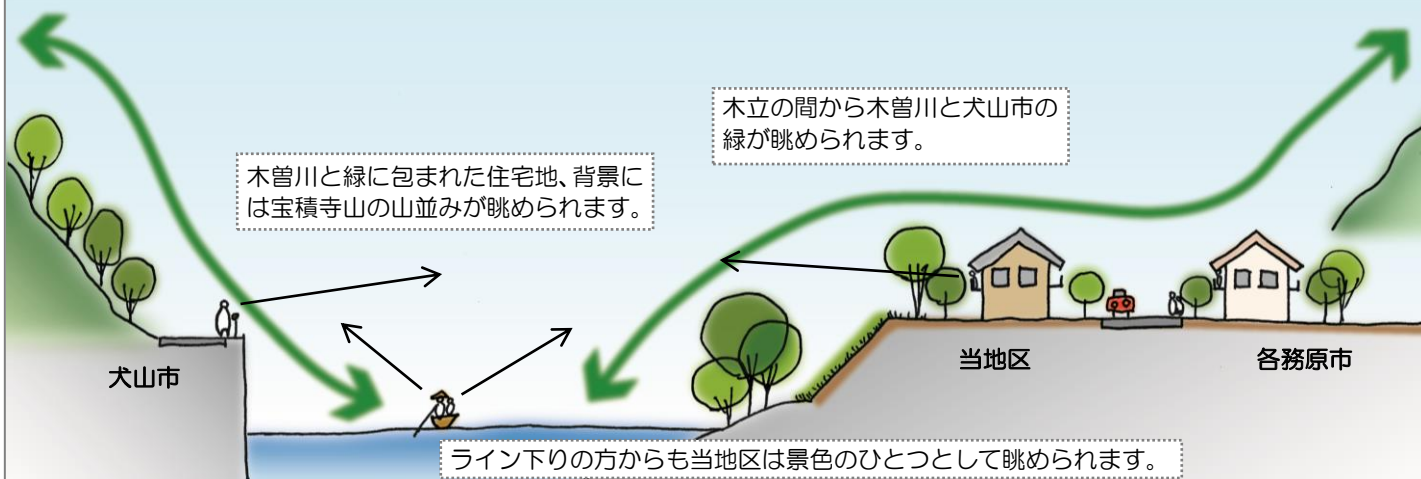 木立の間から木曽川と犬山市の
緑が眺められます。
木曽川と緑に包まれた住宅地、背景に
は宝積寺山の山並みが眺められます。
犬山市
当地区
各務原市
ライン下りの方からも当地区は景色のひとつとして眺められます。